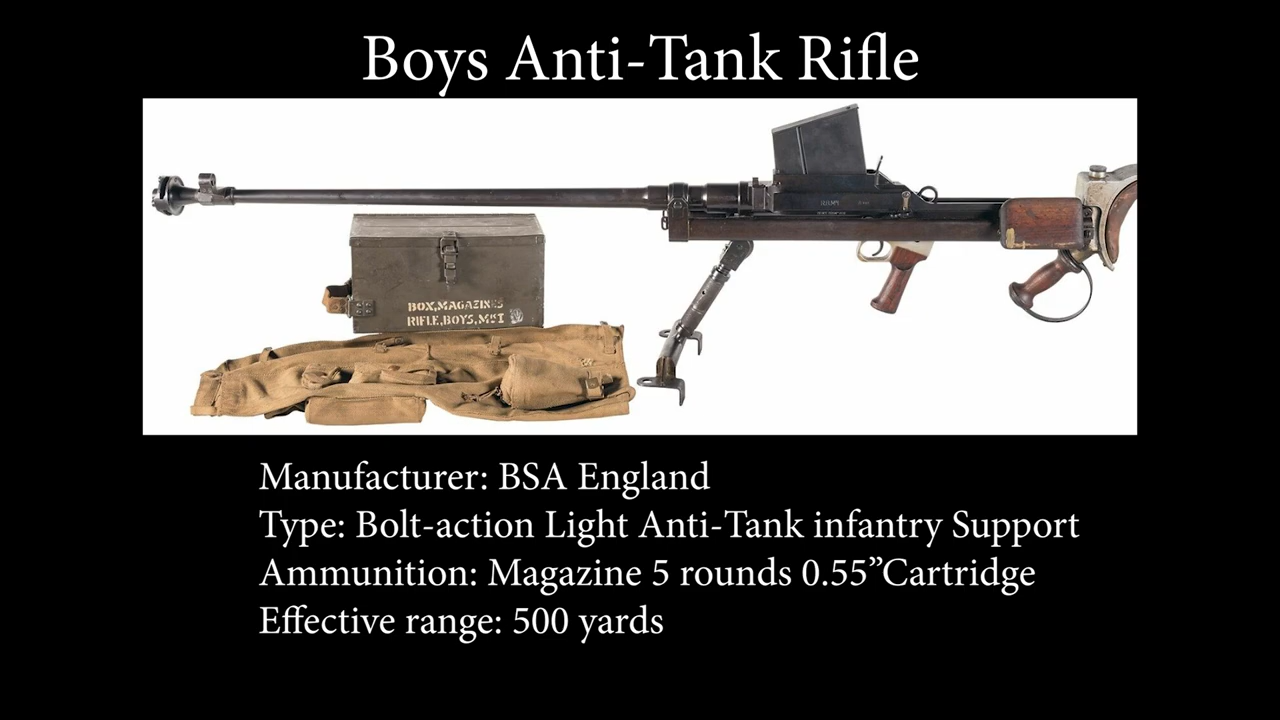 Boys Anti-Tank Rifle
BOX, MAGAZINES
RIFLE, BOYS, MK I
Manufacturer: BSA England
Type: Bolt-action Light Anti-Tank infantry Support
Ammunition: Magazine 5 rounds 0.55”Cartridge
Effective range: 500 yards